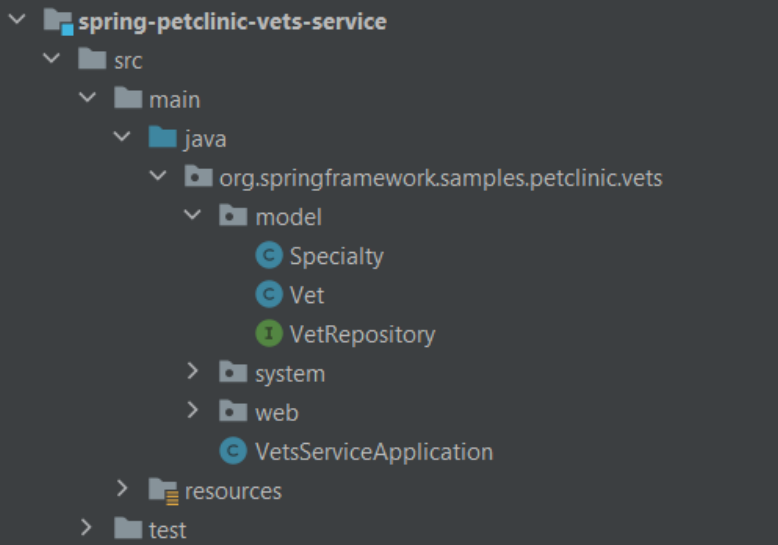 spring-petclinic-vets-service
src
main
java
org.springframework.samples.petclinic.vets
model
C Specialty
C Vet
I VetRepository
system
web
C VetsServiceApplication
resources
test